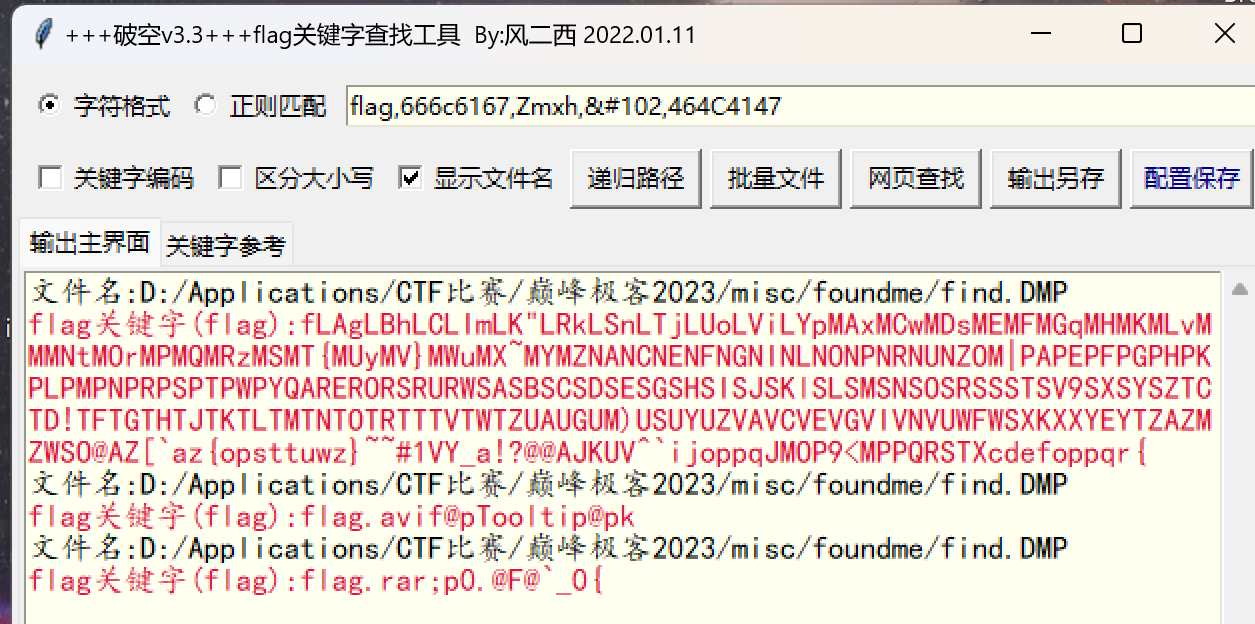 +++破空v3.3+++flag关键字查找工具 By:风二西 2022.01.11
字符格式 正则匹配 flag,666c6167,Zmxh,&#102,464C4147
关键字编码 区分大小写 显示文件名 递归路径 批量文件 网页查找 输出另存 配置保存
输出主界面 关键字参考
文件名:D:/Applications/CTF比赛/巅峰极客2023/misc/foundme/find.DMP
flag关键字(flag):fLAgLBhLCLImLK"LRkLSnLTjLUoLViLYpMAxMCwMDsMEMFMGqMHMKMLvM
MMNtMOrMPMQMRzMSMT{MUyMV}MWuMX~MYMZNANCNENFNGNINLNONPNRNUNZOM|PAPEPFPGPHPK
PLPMPNPRPSPTPWPYQARERORSRURWSASBSCSDSESGSHSISJSKISLSMSNSOSRSSSTSV9SXSYSZTC
TD!TFTGTHTJTKTLTMTNTOTRTTTVTWTZUAUGUM)USUYUZVAVCVEVGVIVNVUWFWSXKXXYEYTZAZM
ZWSO@AZ[`az{opsttuwz}~~#1VY_a!?@@AJKUV^``ijoppqJMOP9<MPPQRSTXcdefoppqr{
文件名:D:/Applications/CTF比赛/巅峰极客2023/misc/foundme/find.DMP
flag关键字(flag):flag.avif@pTooltip@pk
文件名:D:/Applications/CTF比赛/巅峰极客2023/misc/foundme/find.DMP
flag关键字(flag):flag.rar;pO.@F@`_O{